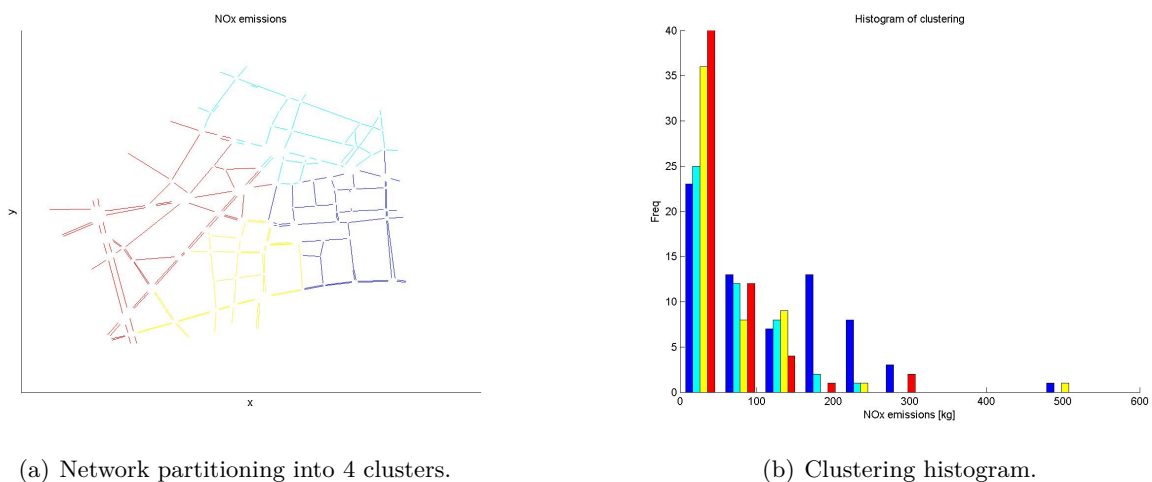 NOx emissions
y
x
Histogram of clustering
40
35
30
25
20
15
10
5
0
Freq
0 100 200 300 400 500 600
NOx emissions [kg]
(a) Network partitioning into 4 clusters.
(b) Clustering histogram.